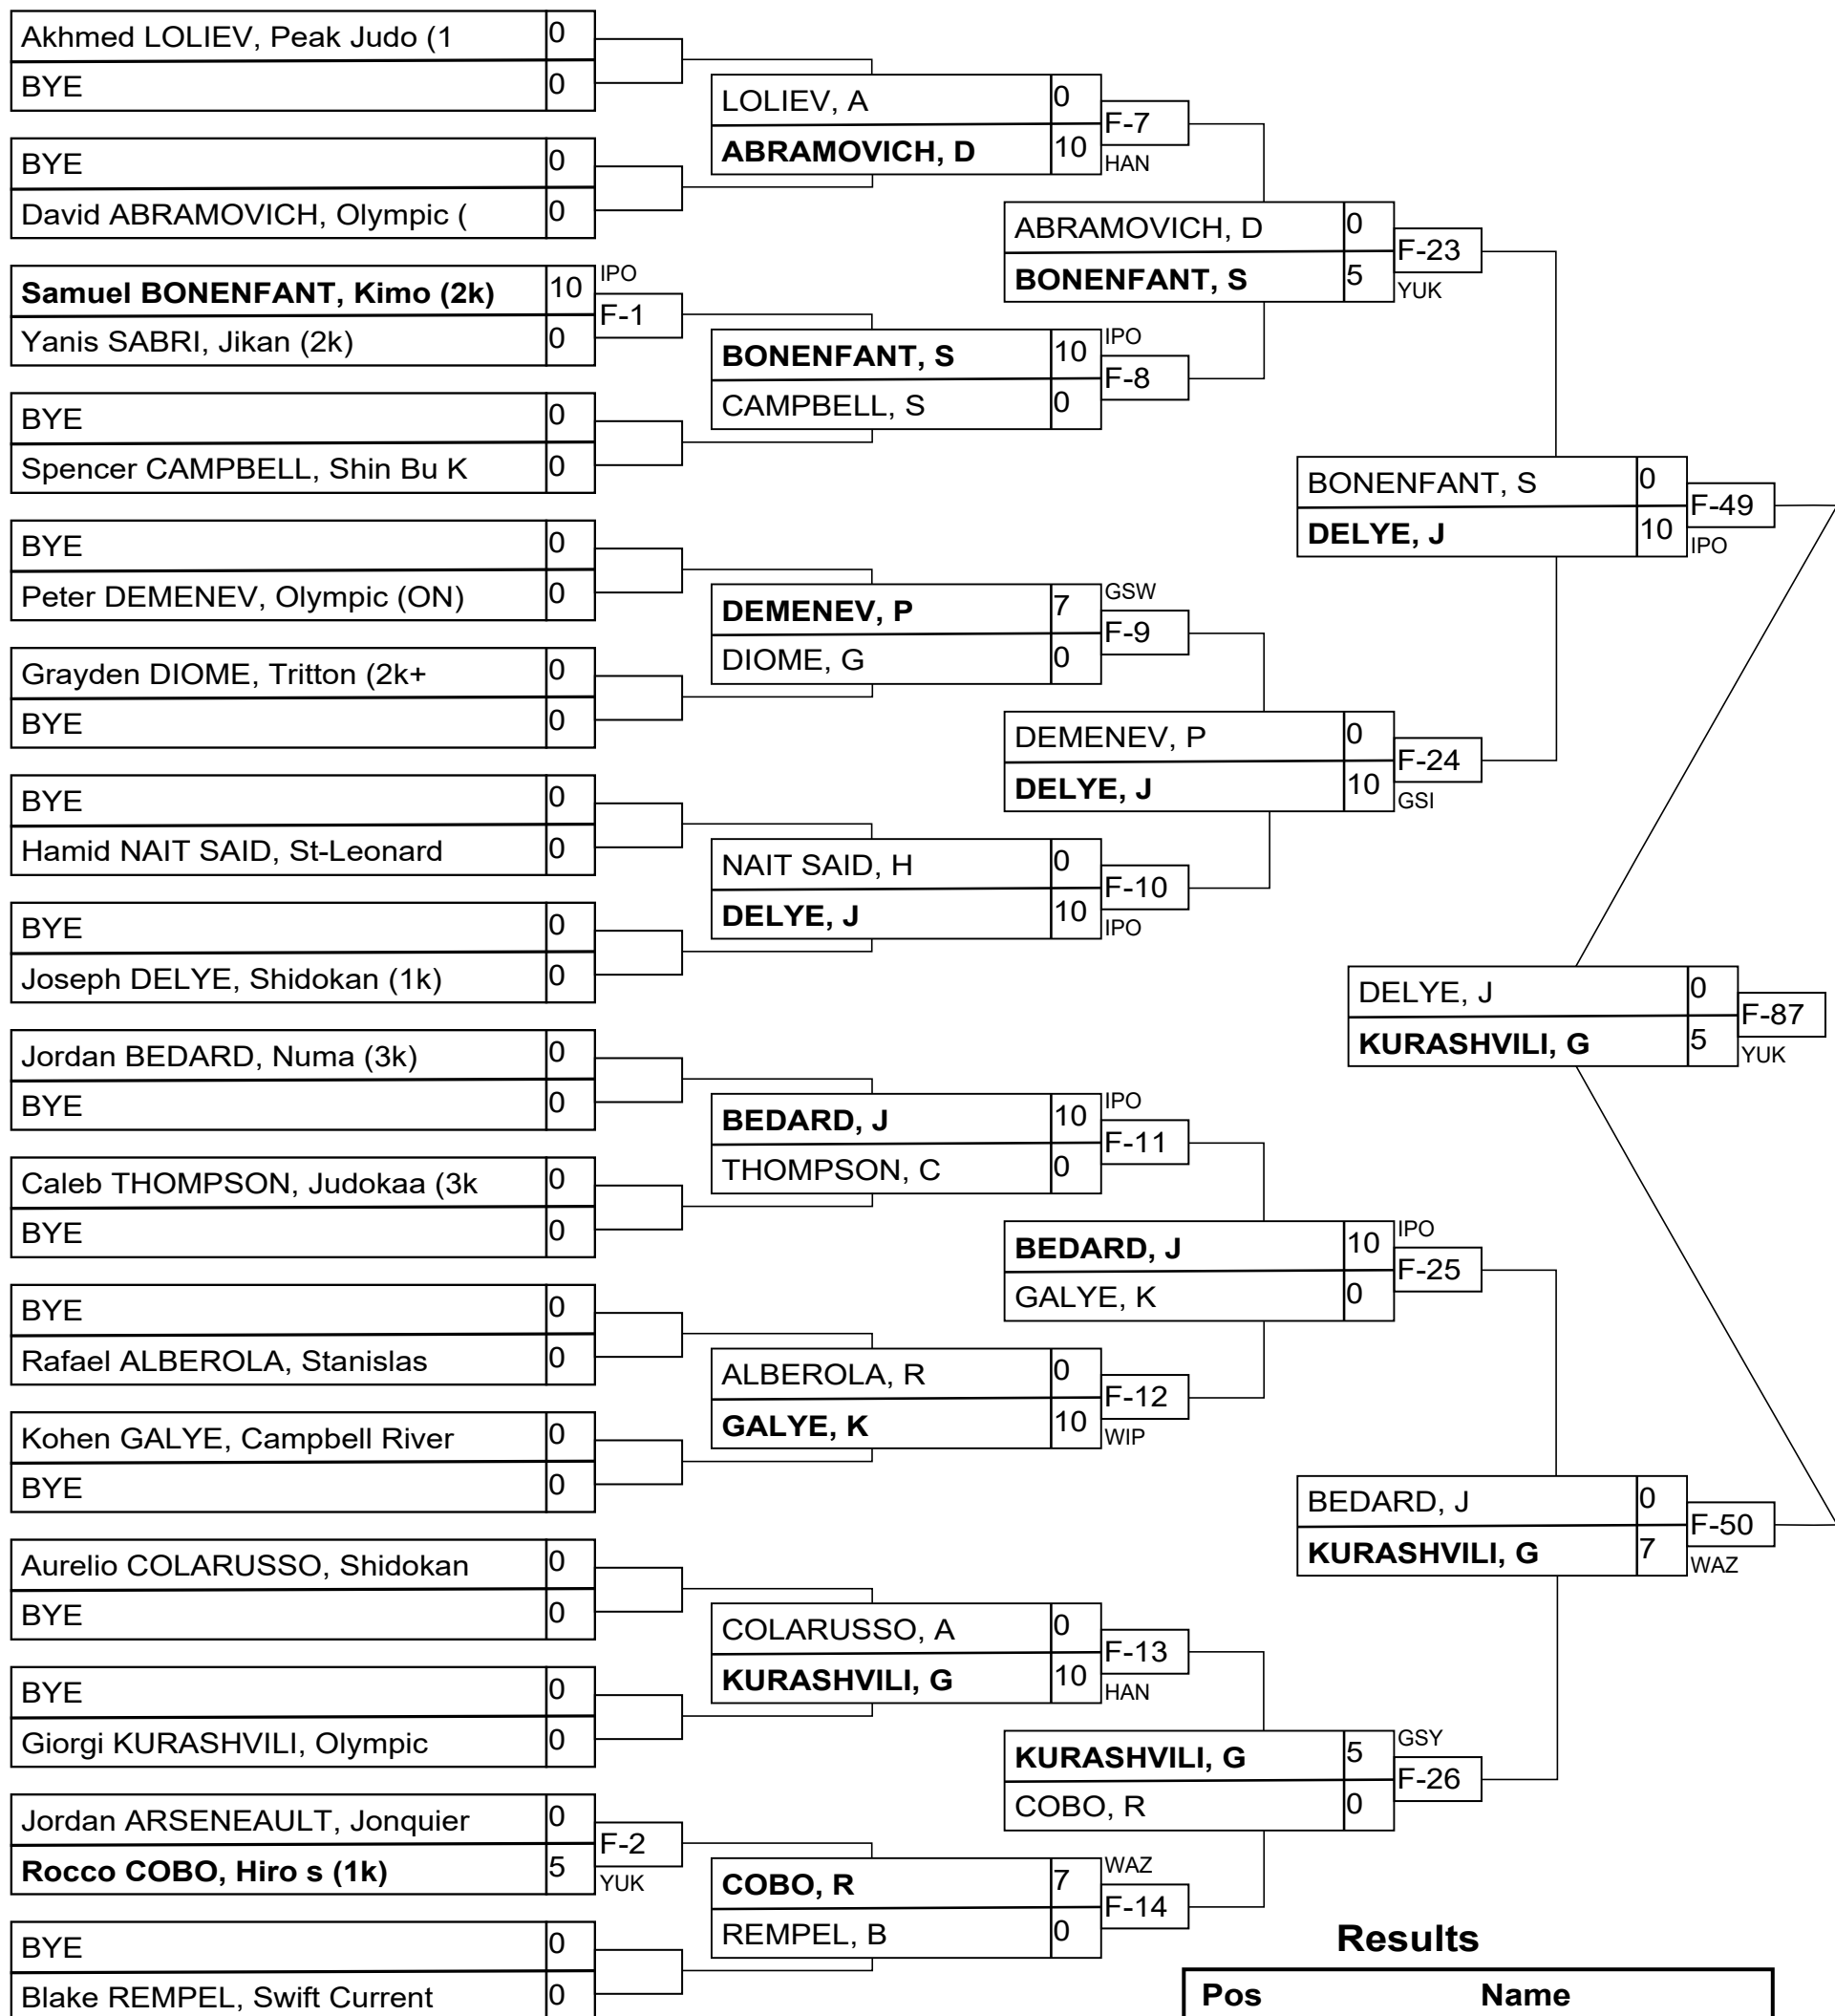 Akhmed LOLIEV, Peak Judo (1 0
BYE 0
BYE 0
David ABRAMOVICH, Olympic ( 0
Samuel BONENFANT, Kimo (2k) 10 IPO
F-1
Yanis SABRI, Jikan (2k) 0
BYE 0
Spencer CAMPBELL, Shin Bu K 0
BYE 0
Peter DEMENEV, Olympic (ON) 0
Grayden DIOME, Tritton (2k+ 0
BYE 0
BYE 0
Hamid NAIT SAID, St-Leonard 0
BYE 0
Joseph DELYE, Shidokan (1k) 0
Jordan BEDARD, Numa (3k) 0
BYE 0
Caleb THOMPSON, Judokaa (3k 0
BYE 0
BYE 0
Rafael ALBEROLA, Stanislas 0
Kohen GALYE, Campbell River 0
BYE 0
Aurelio COLARUSSO, Shidokan 0
BYE 0
BYE 0
Giorgi KURASHVILI, Olympic 0
Jordan ARSENEAULT, Jonquier 0
F-2
Rocco COBO, Hiro s (1k) 5 YUK
BYE 0
Blake REMPEL, Swift Current 0
LOLIEV, A 0
F-7
ABRAMOVICH, D 10 HAN
BONENFANT, S 10 IPO
F-8
CAMPBELL, S 0
DEMENEV, P 7 GSW
F-9
DIOME, G 0
NAIT SAID, H 0
F-10
DELYE, J 10 IPO
BEDARD, J 10 IPO
F-11
THOMPSON, C 0
ALBEROLA, R 0
F-12
GALYE, K 10 WIP
COLARUSSO, A 0
F-13
KURASHVILI, G 10 HAN
COBO, R 7 WAZ
F-14
REMPEL, B 0
ABRAMOVICH, D 0
F-23
BONENFANT, S 5 YUK
DEMENEV, P 0
F-24
DELYE, J 10 GSI
BEDARD, J 10 IPO
F-25
GALYE, K 0
KURASHVILI, G 5 GSY
F-26
COBO, R 0
BONENFANT, S 0
F-49
DELYE, J 10 IPO
BEDARD, J 0
F-50
KURASHVILI, G 7 WAZ
DELYE, J 0
F-87
KURASHVILI, G 5 YUK
Results
Pos Name